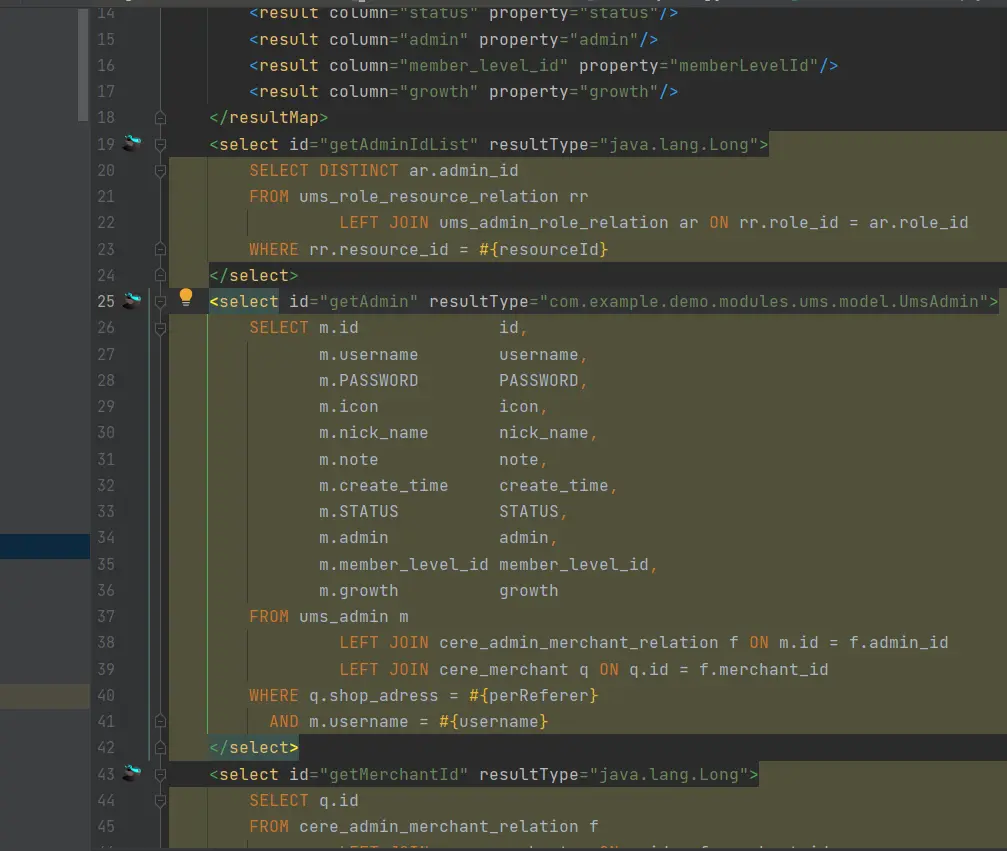 14 <result column="status" property="status"/>
15 <result column="admin" property="admin"/>
16 <result column="member_level_id" property="memberLevelId"/>
17 <result column="growth" property="growth"/>
18 </resultMap>
19 <select id="getAdminIdList" resultType="java.lang.Long">
20 SELECT DISTINCT ar.admin_id
21 FROM ums_role_resource_relation rr
22 LEFT JOIN ums_admin_role_relation ar ON rr.role_id = ar.role_id
23 WHERE rr.resource_id = #{resourceId}
24 </select>
25 <select id="getAdmin" resultType="com.example.demo.modules.ums.model.UmsAdmin">
26 SELECT m.id id,
27 m.username username,
28 m.PASSWORD PASSWORD,
29 m.icon icon,
30 m.nick_name nick_name,
31 m.note note,
32 m.create_time create_time,
33 m.STATUS STATUS,
34 m.admin admin,
35 m.member_level_id member_level_id,
36 m.growth growth
37 FROM ums_admin m
38 LEFT JOIN cere_admin_merchant_relation f ON m.id = f.admin_id
39 LEFT JOIN cere_merchant q ON q.id = f.merchant_id
40 WHERE q.shop_adress = #{perReferer}
41 AND m.username = #{username}
42 </select>
43 <select id="getMerchantId" resultType="java.lang.Long">
44 SELECT q.id
45 FROM cere_admin_merchant_relation f